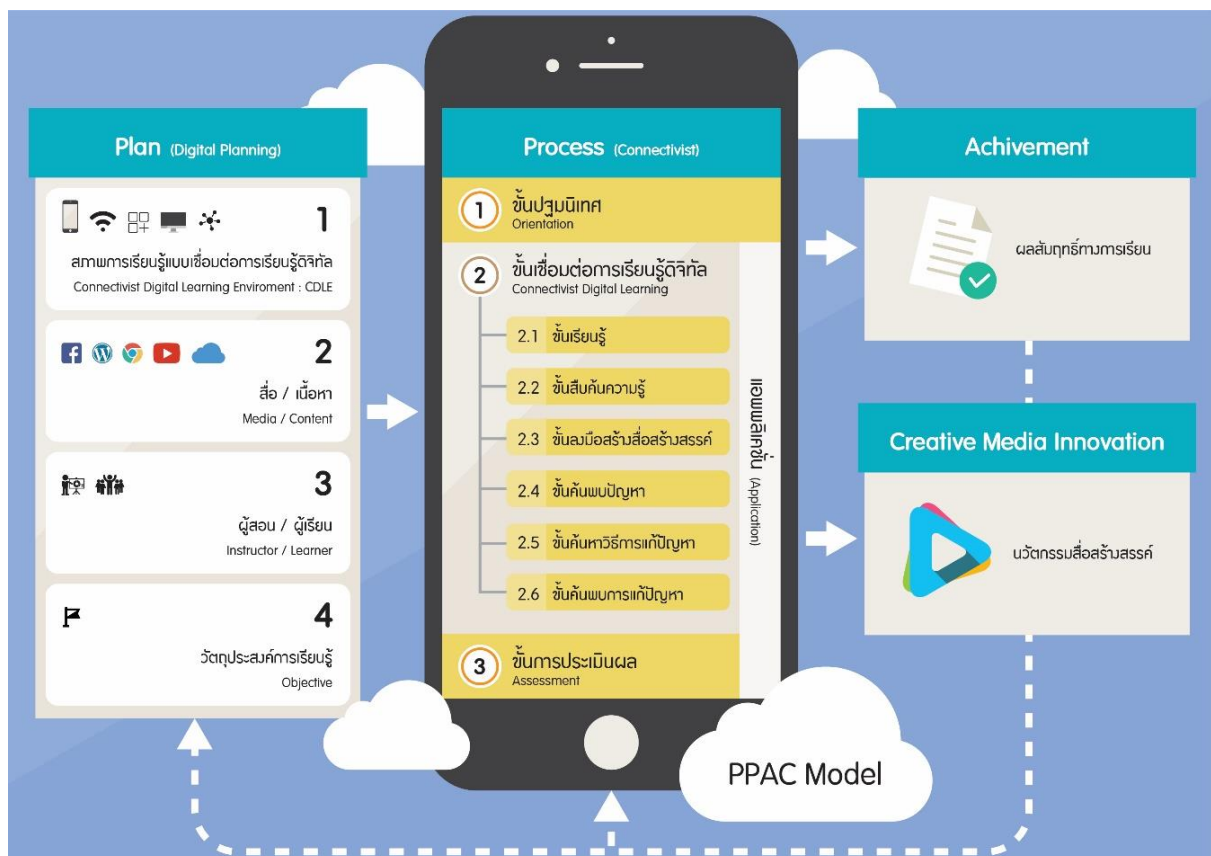 Plan (Digital Planning)
1
สภาพการเรียนรู้แบบเชื่อมต่อการเรียนรู้ดิจิทัล
Connectivist Digital Learning Enviroment : CDLE
2
สื่อ / เนื้อหา
Media / Content
3
ผู้สอน / ผู้เรียน
Instructor / Learner
4
วัตถุประสงค์การเรียนรู้
Objective
Process (Connectivist)
1 ขั้นปฐมนิเทศ
Orientation
2 ขั้นเชื่อมต่อการเรียนรู้ดิจิทัล
Connectivist Digital Learning
2.1 ขั้นเรียนรู้
2.2 ขั้นสืบค้นความรู้
2.3 ขั้นลงมือสร้างสื่อสร้างสรรค์
2.4 ขั้นค้นพบปัญหา
2.5 ขั้นค้นหาวิธีการแก้ปัญหา
2.6 ขั้นค้นพบการแก้ปัญหา
3 ขั้นการประเมินผล
Assessment
แอพพลิเคชั่น (Application)
Achivement
ผลสัมฤทธิ์ทางการเรียน
Creative Media Innovation
นวัตกรรมสื่อสร้างสรรค์
PPAC Model